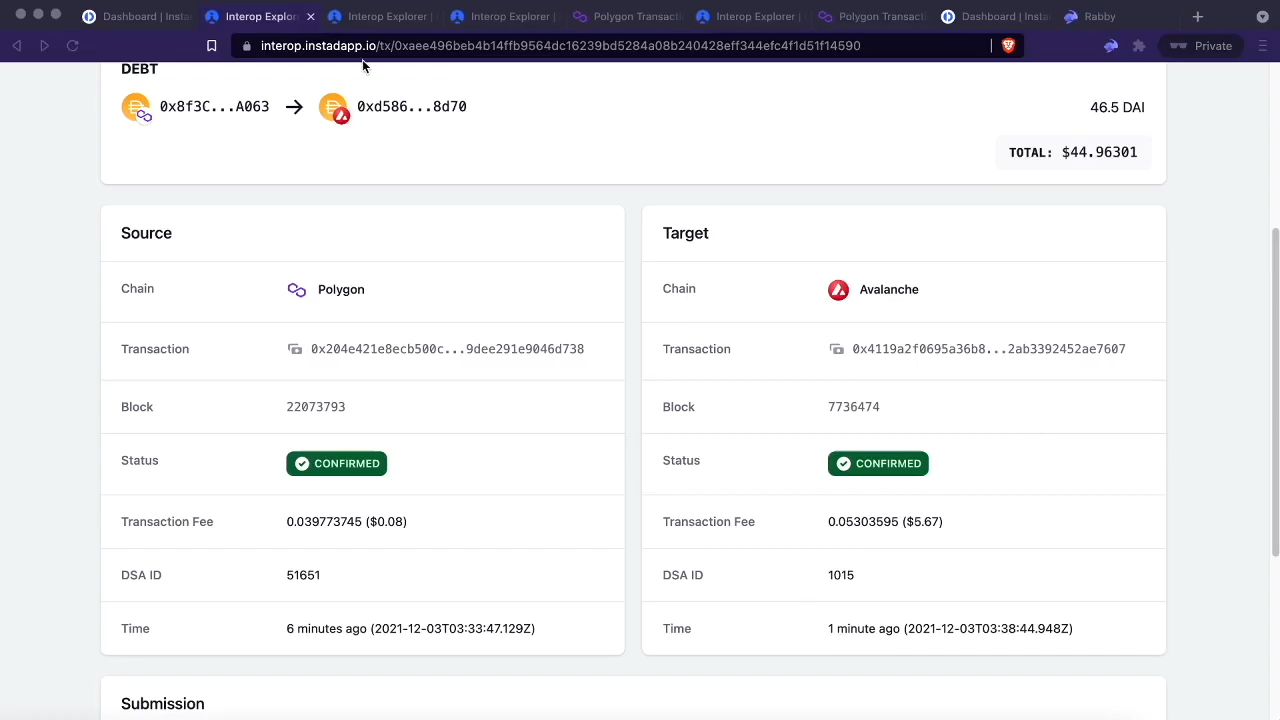 Dashboard | Insta
Interop Explor
Interop Explorer |
Interop Explorer |
Polygon Transacti
Interop Explorer |
Polygon Transacti
Dashboard | Insta
Rabby
interop.instadapp.io/tx/0xaee496beb4b14ffb9564dc16239bd5284a08b240428eff344efc4f1d51f14590
Private
DEBT
0x8f3C...A063 → 0xd586...8d70
46.5 DAI
TOTAL: $44.96301
Source
Chain
Polygon
Transaction
0x204e421e8ecb500c...9dee291e9046d738
Block
22073793
Status
CONFIRMED
Transaction Fee
0.039773745 ($0.08)
DSA ID
51651
Time
6 minutes ago (2021-12-03T03:33:47.129Z)
Target
Chain
Avalanche
Transaction
0x4119a2f0695a36b8...2ab3392452ae7607
Block
7736474
Status
CONFIRMED
Transaction Fee
0.05303595 ($5.67)
DSA ID
1015
Time
1 minute ago (2021-12-03T03:38:44.948Z)
Submission